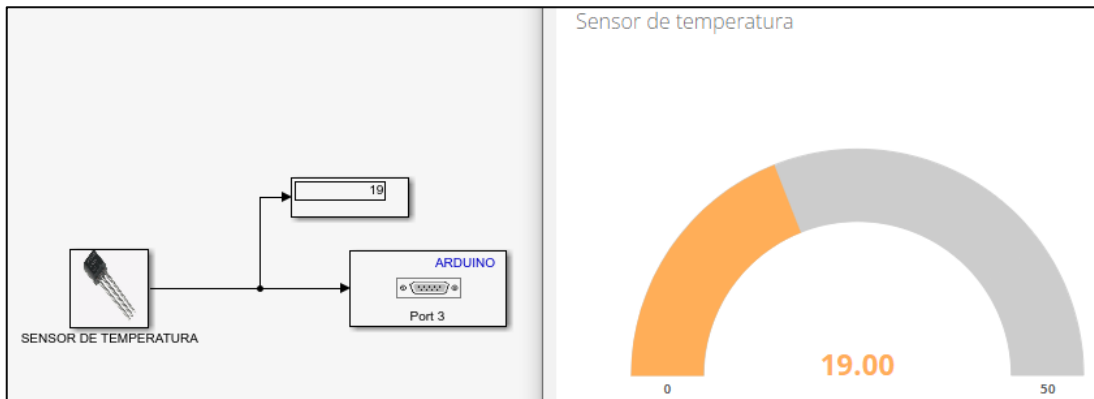 19
ARDUINO
Port 3
SENSOR DE TEMPERATURA
Sensor de temperatura
19.00
0
50